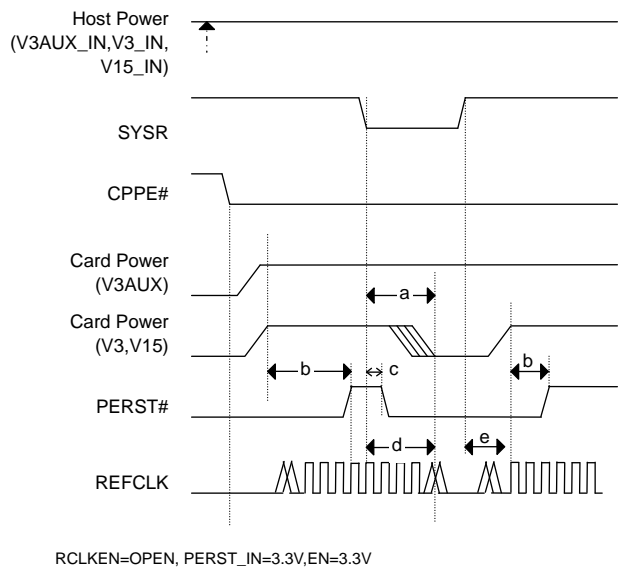 Host Power
(V3AUX_IN,V3_IN,
V15_IN)
SYSR
CPPE#
Card Power
(V3AUX)
a
Card Power
(V3,V15)
b
c
b
PERST#
d
e
REFCLK
RCLKEN=OPEN, PERST_IN=3.3V,EN=3.3V